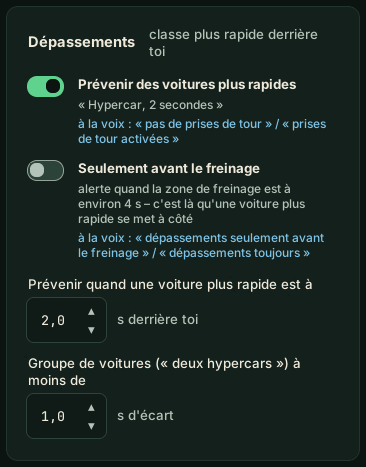 Dépassements
classe plus rapide derrière
toi
Prévenir des voitures plus rapides
« Hypercar, 2 secondes »
à la voix : « pas de prises de tour » / « prises
de tour activées »
Seulement avant le freinage
alerte quand la zone de freinage est à
environ 4 s – c'est là qu'une voiture plus
rapide se met à côté
à la voix : « dépassements seulement avant
le freinage » / « dépassements toujours »
Prévenir quand une voiture plus rapide est à
2,0
s derrière toi
Groupe de voitures (« deux hypercars ») à
moins de
1,0
s d'écart